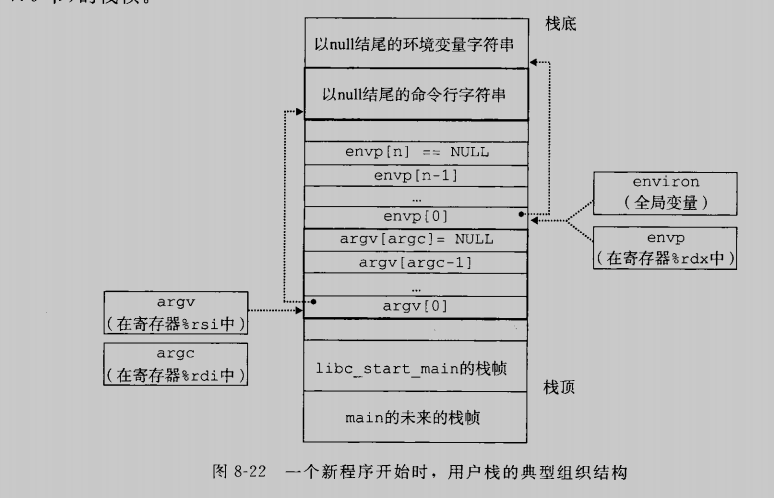 的栈帧。
栈底
以null结尾的环境变量字符串
以null结尾的命令行字符串
envp[n] == NULL
envp[n-1]
…
envp[0]
environ
(全局变量)
envp
(在寄存器%rdx中)
argv[argc]= NULL
argv[argc-1]
…
argv[0]
argv
(在寄存器%rsi中)
argc
(在寄存器%rdi中)
libc_start_main的栈帧
栈顶
main的未来的栈帧
图 8-22 一个新程序开始时，用户栈的典型组织结构